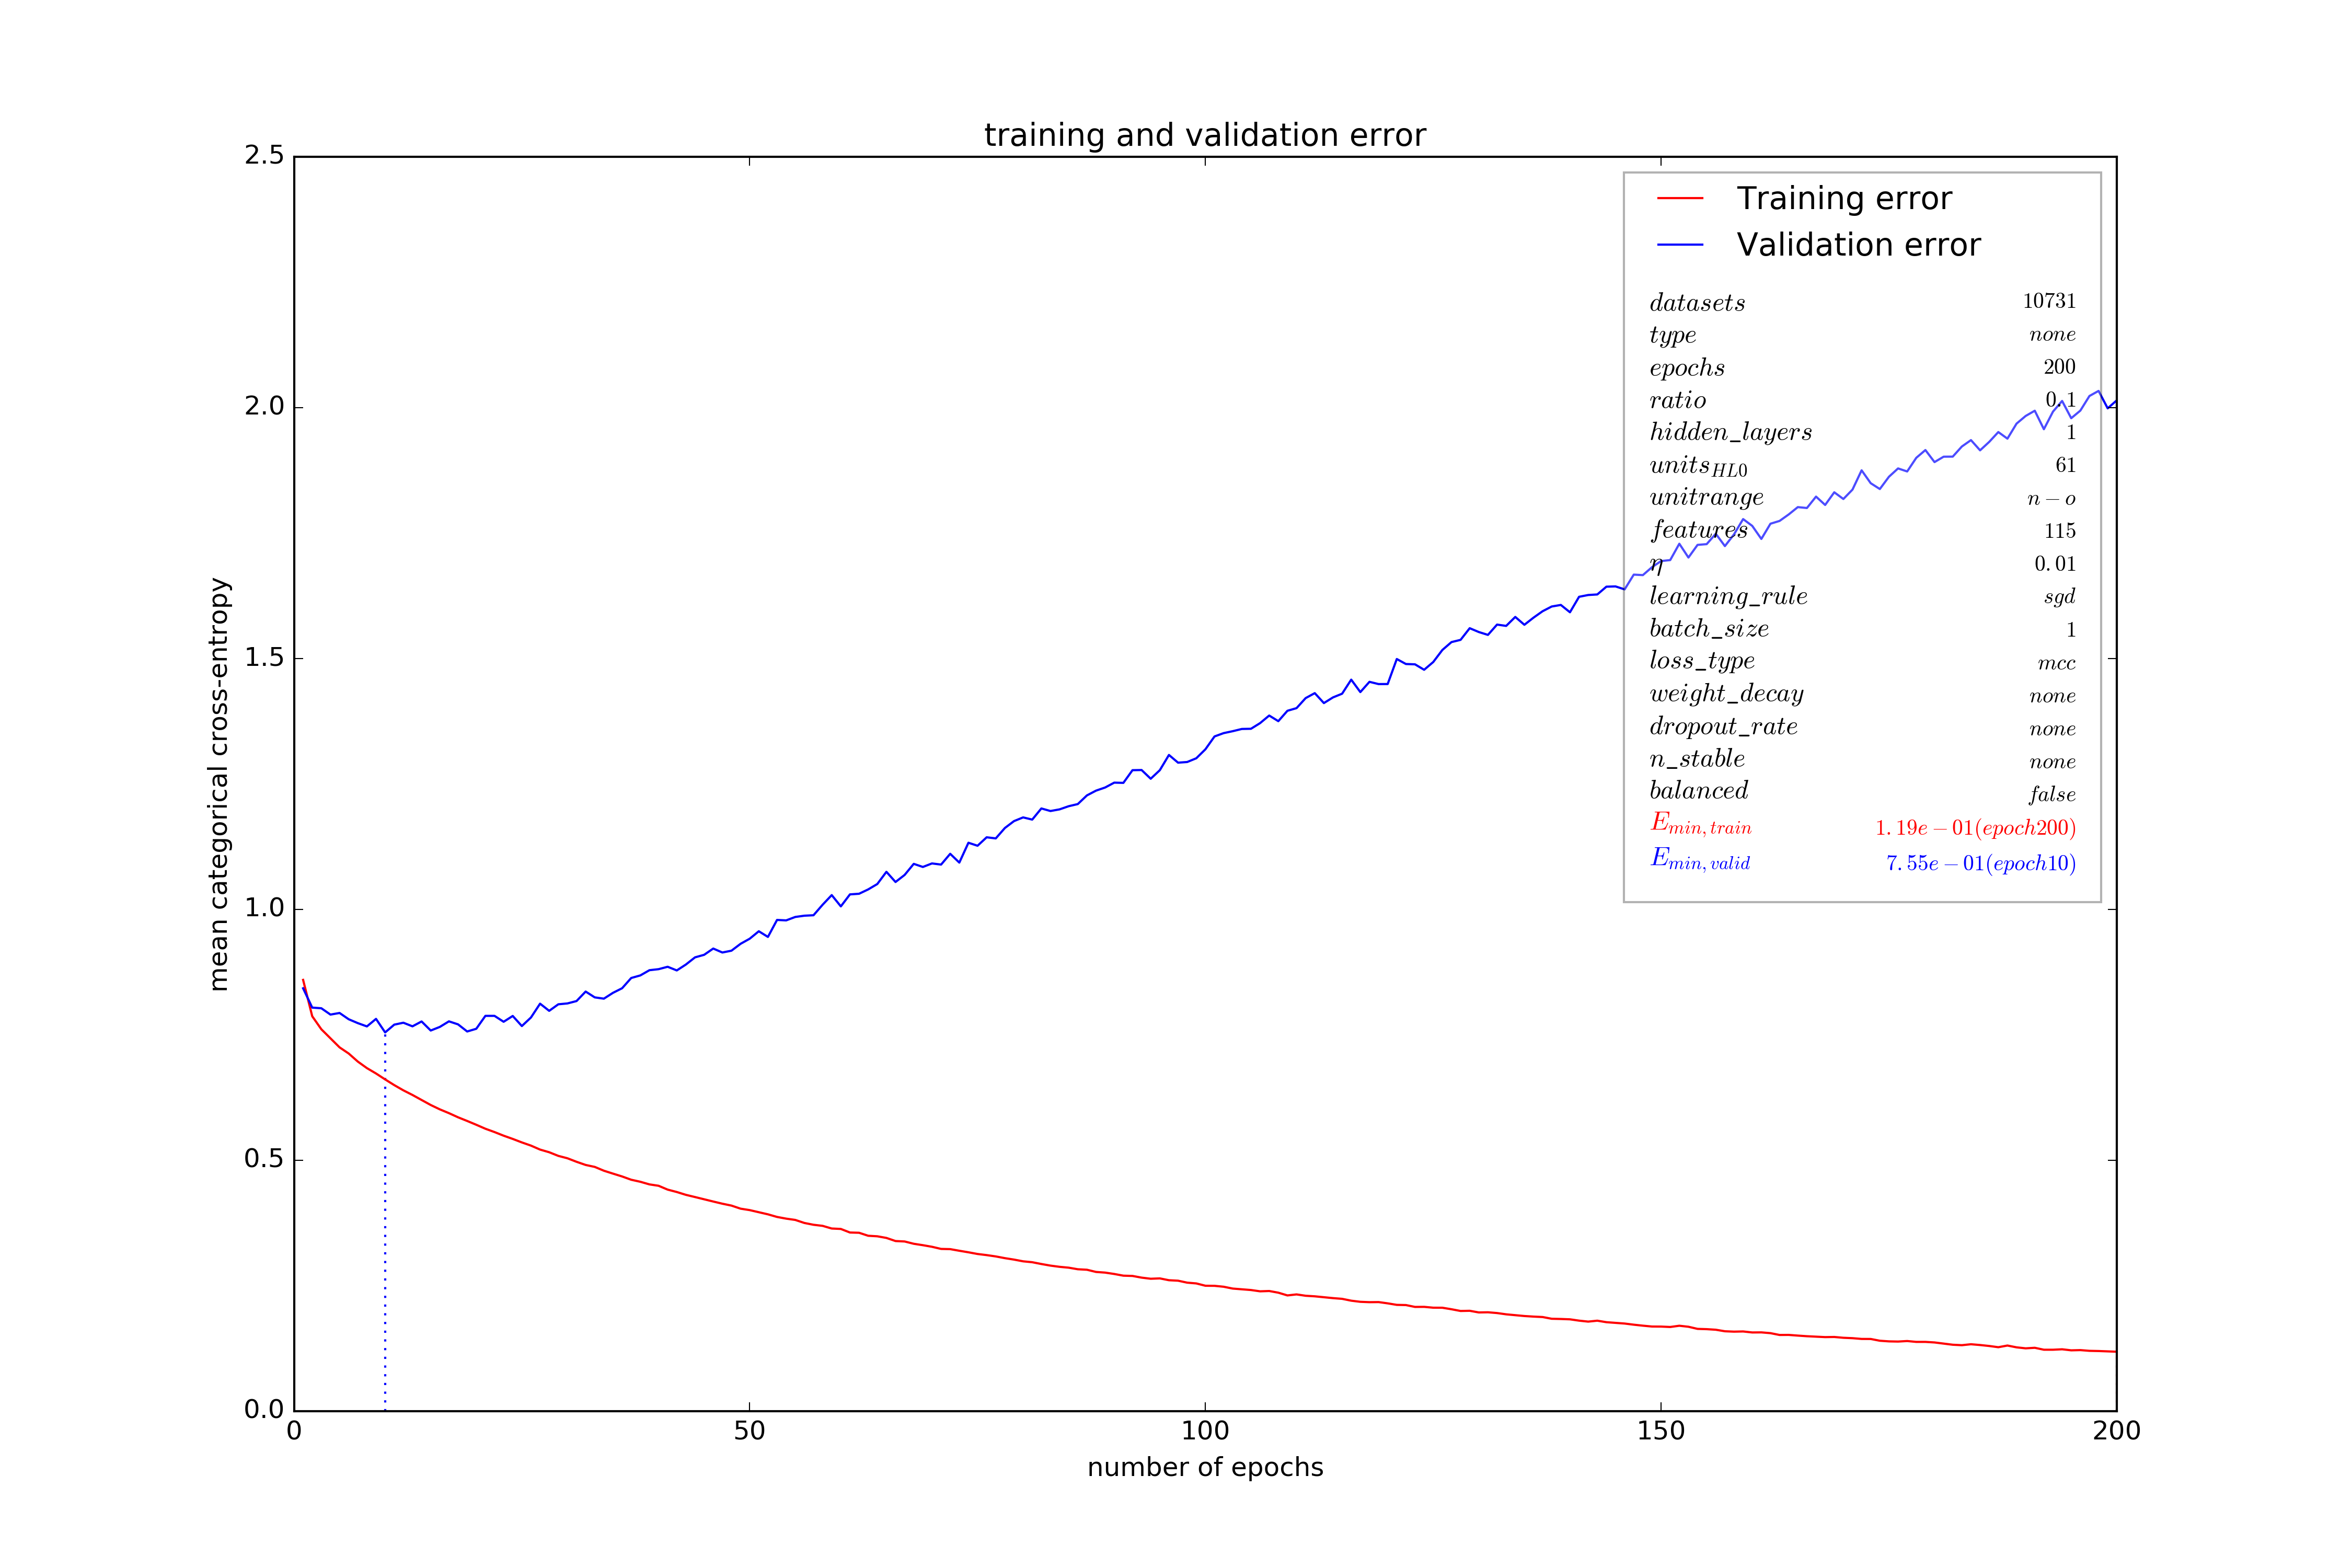 training and validation error
2.5
2.0
1.5
1.0
0.5
0.0
mean categorical cross-entropy
0 50 100 150 200
number of epochs
Training error
Validation error
datasets 10731
type none
epochs 200
ratio 0.1
hidden_layers 1
units_HL0 61
unitrange n − o
features 115
η 0.01
learning_rule sgd
batch_size 1
loss_type mcc
weight_decay none
dropout_rate none
n_stable none
balanced false
E_min,train 1.19e − 01(epoch200)
E_min,valid 7.55e − 01(epoch10)